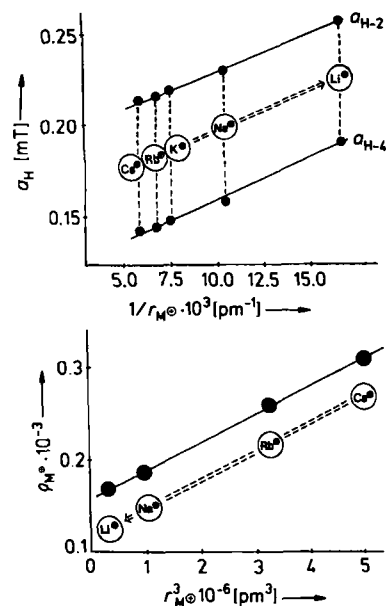 a_H-2
0.25
0.20
0.15
a_H [mT]
Cs⊕
Rb⊕
K⊕
Na⊕
Li⊕
a_H-4
5.0 7.5 10.0 12.5 15.0
1/r_M⊕ · 10³ [pm⁻¹]
0.3
0.2
0.1
ρ_M⊕ · 10⁻³
Cs⊕
Rb⊕
Na⊕
Li⊕
0 1 2 3 4 5
r³_M · 10⁻⁶ [pm³]